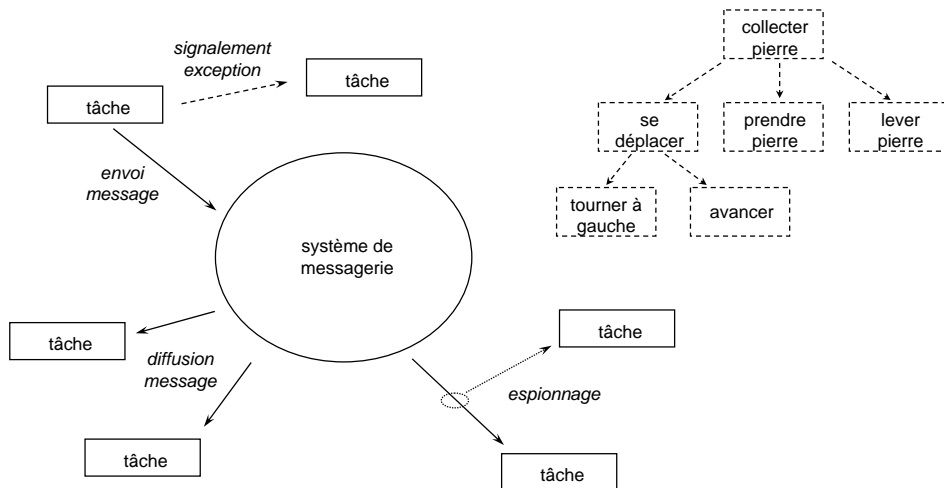 signalement
exception
tâche
tâche
envoi
message
système de
messagerie
collecter
pierre
se
déplacer
prendre
pierre
lever
pierre
tourner à
gauche
avancer
tâche
diffusion
message
tâche
tâche
espionnage
tâche